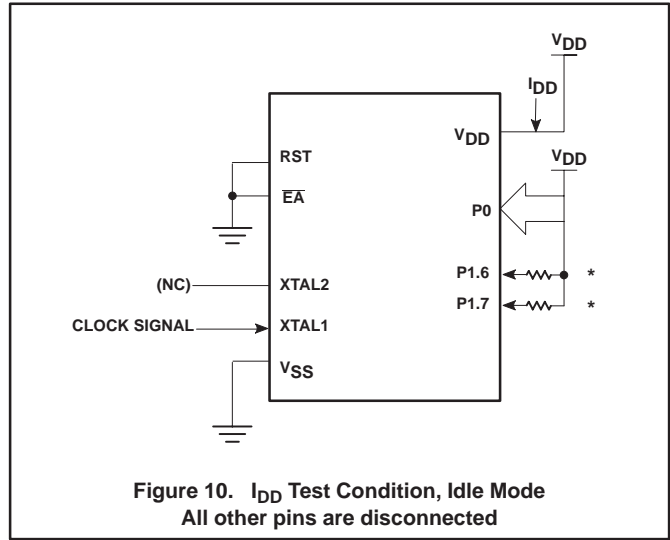 VDD
IDD
VDD
RST
VDD
EA
P0
P1.6 *
(NC)
XTAL2
P1.7 *
CLOCK SIGNAL
XTAL1
VSS
Figure 10. IDD Test Condition, Idle Mode
All other pins are disconnected